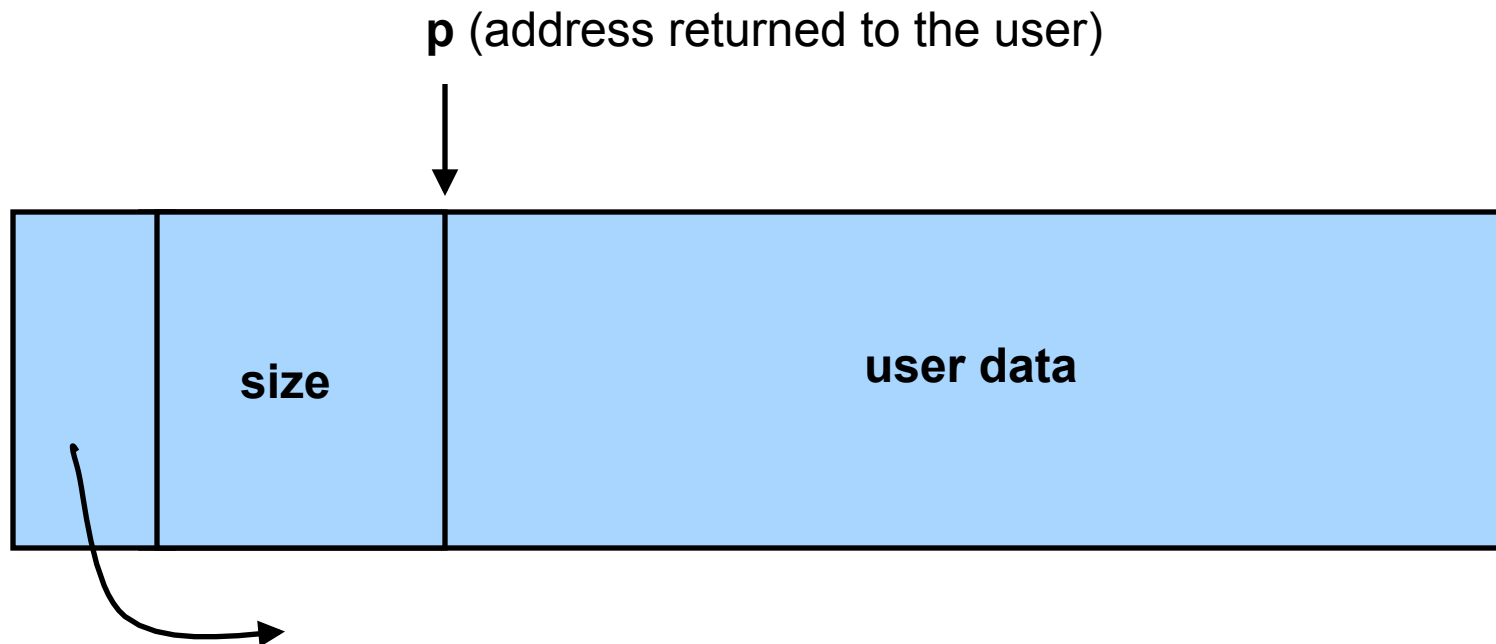 p (address returned to the user)
size
user data